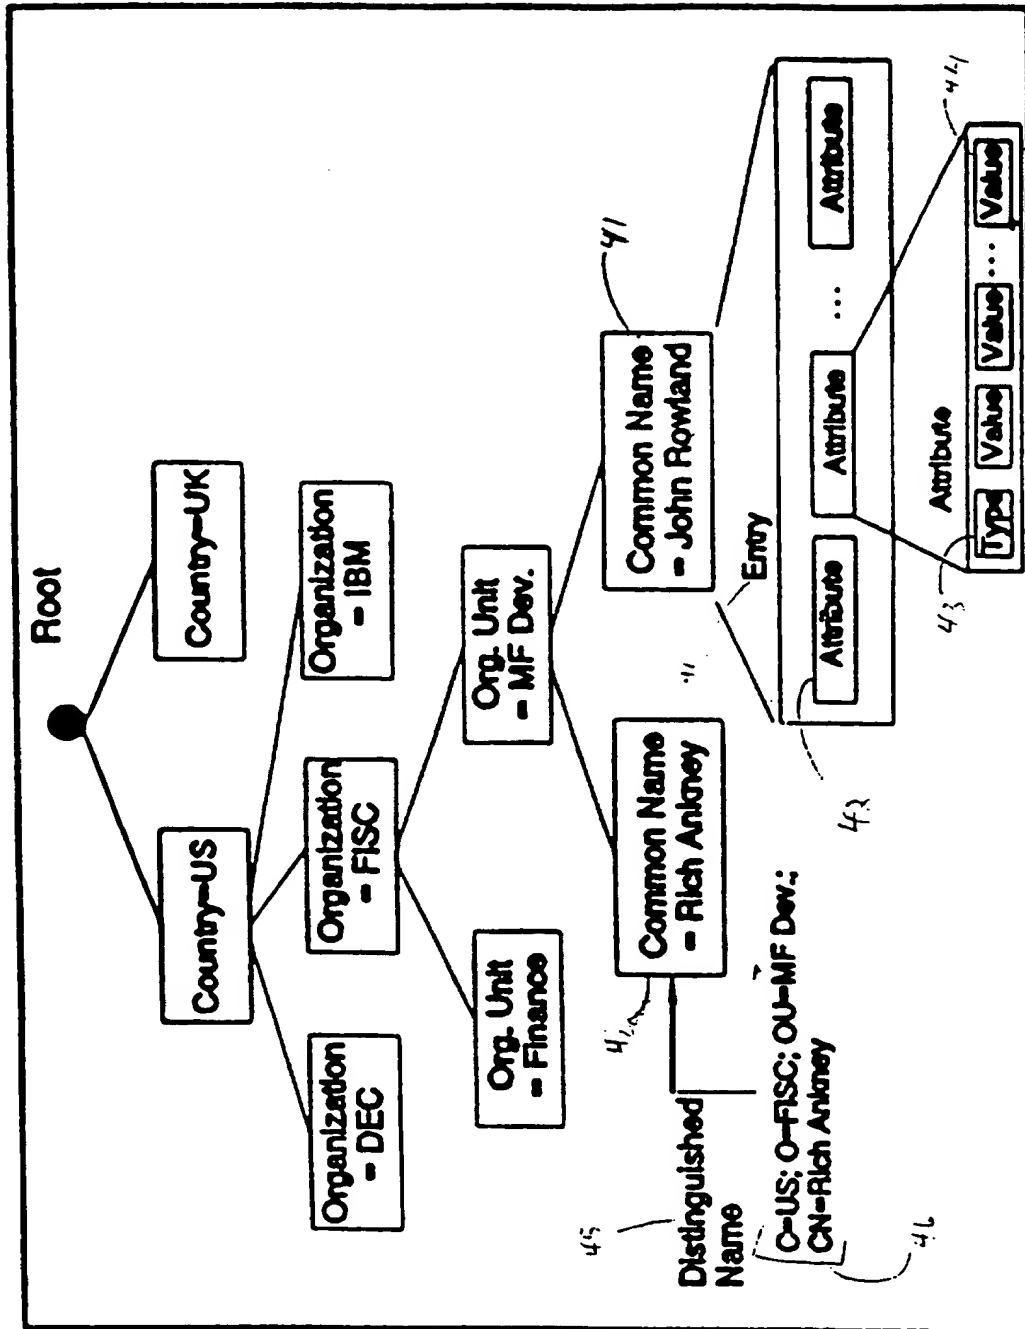 Root
Country=US
Country=UK
Organization
= DEC
Organization
= FISC
Organization
= IBM
Org. Unit
= Finance
Org. Unit
= MF Dev.
Common Name
= Rich Ankney
Common Name
= John Rowland
41
41
Distinguished
Name
45
C=US; O=FISC; OU=MF Dev.;
CN=Rich Ankney
46
Entry
Attribute
Attribute
...
Attribute
42
Attribute
43
Type
Value
Value
...
Value
44